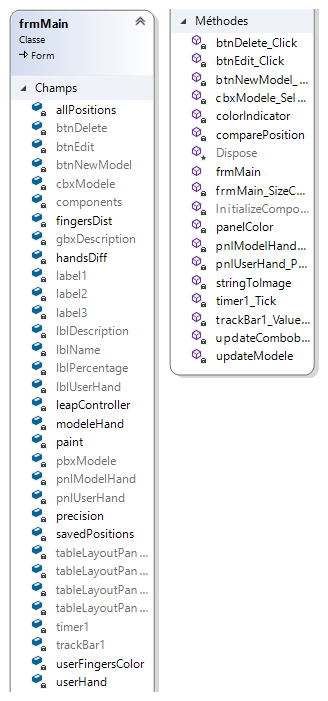 frmMain
Classe
Form
Champs
allPositions
btnDelete
btnEdit
btnNewModel
cbxModele
components
fingersDist
gbxDescription
handsDiff
label1
label2
label3
lblDescription
lblName
lblPercentage
lblUserHand
leapController
modeleHand
paint
pbxModele
pnlModelHand
pnlUserHand
precision
savedPositions
tableLayoutPan...
tableLayoutPan...
tableLayoutPan...
tableLayoutPan...
timer1
trackBar1
userFingersColor
userHand
Méthodes
btnDelete_Click
btnEdit_Click
btnNewModel_...
cbxModele_Sel...
colorIndicator
comparePosition
Dispose
frmMain
frmMain_SizeC...
InitializeCompo...
panelColor
pnlModelHand...
pnlUserHand_P...
stringToImage
timer1_Tick
trackBar1_Value...
updateCombob...
updateModele